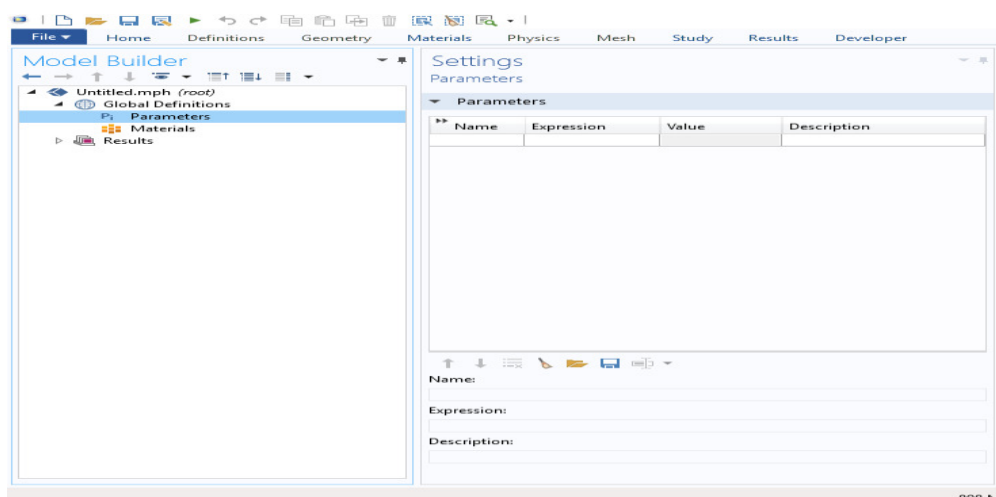 File Home Definitions Geometry Materials Physics Mesh Study Results Developer
Model Builder
Untitled.mph (root)
Global Definitions
Pi Parameters
Materials
Results
Settings
Parameters
Parameters
Name Expression Value Description
Name:
Expression:
Description: